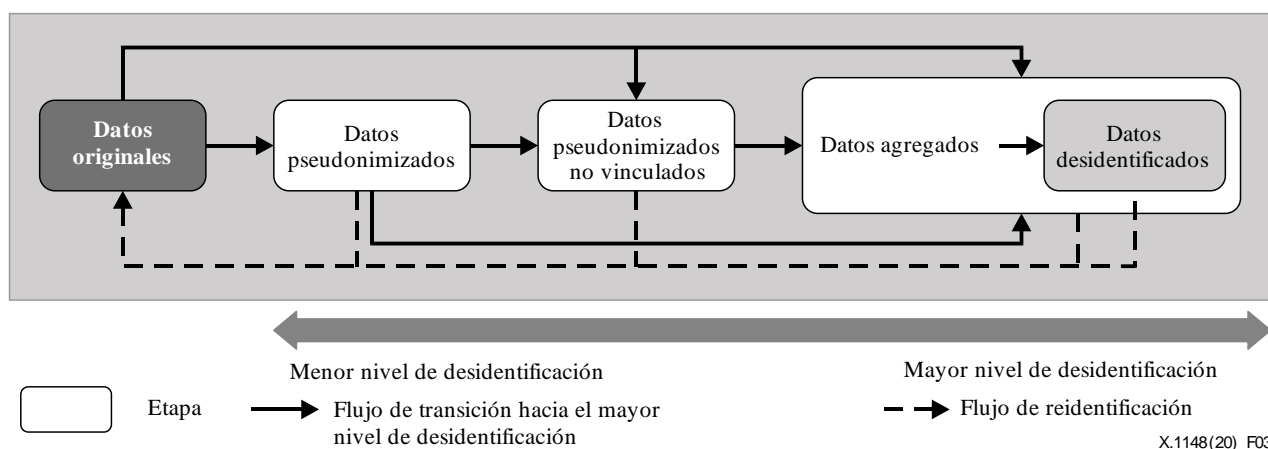 Datos
originales
Datos
pseudonimizados
Datos
pseudonimizados
no vinculados
Datos agregados
Datos
desidentificados
Menor nivel de desidentificación
Mayor nivel de desidentificación
Etapa
Flujo de transición hacia el mayor
nivel de desidentificación
Flujo de reidentificación
X.1148(20)_F03